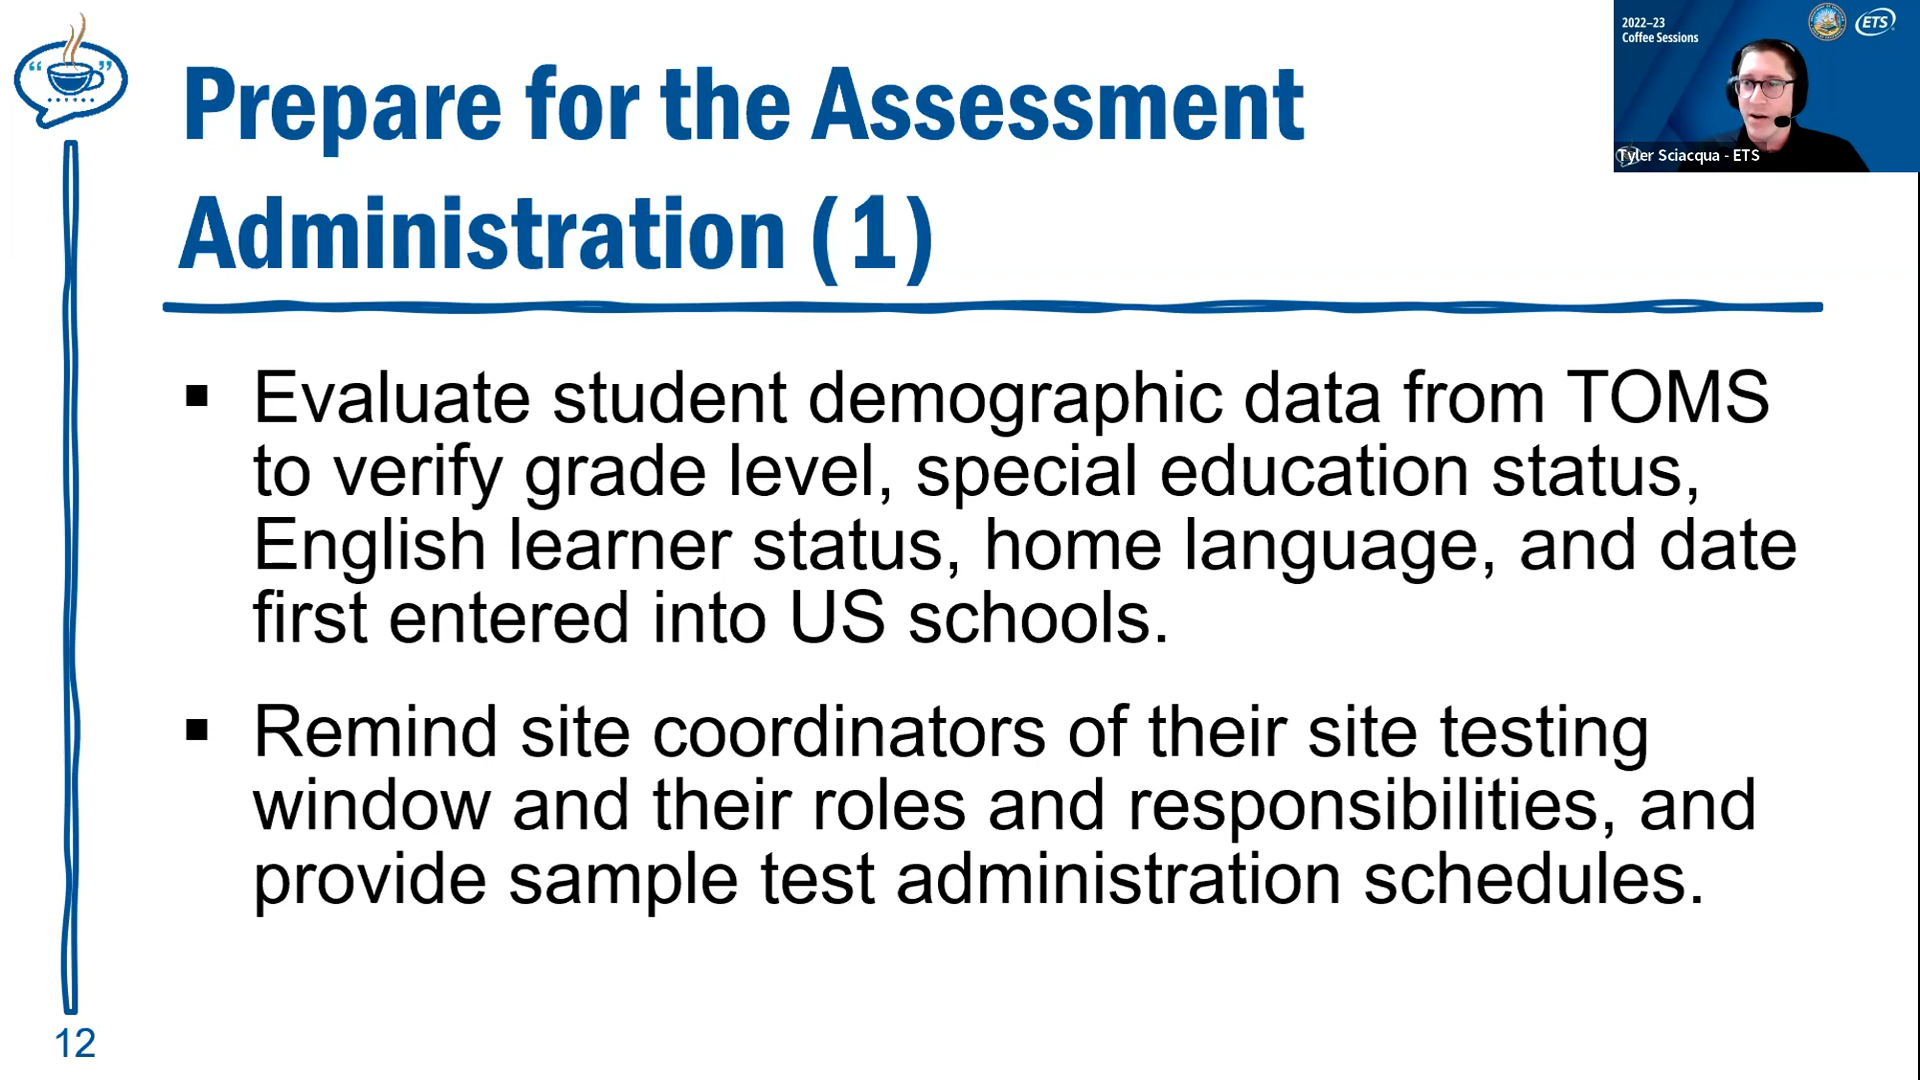 Prepare for the Assessment
Administration (1)
2022–23
Coffee Sessions
ETS
Tyler Sciacqua - ETS
▪ Evaluate student demographic data from TOMS
to verify grade level, special education status,
English learner status, home language, and date
first entered into US schools.
▪ Remind site coordinators of their site testing
window and their roles and responsibilities, and
provide sample test administration schedules.
12